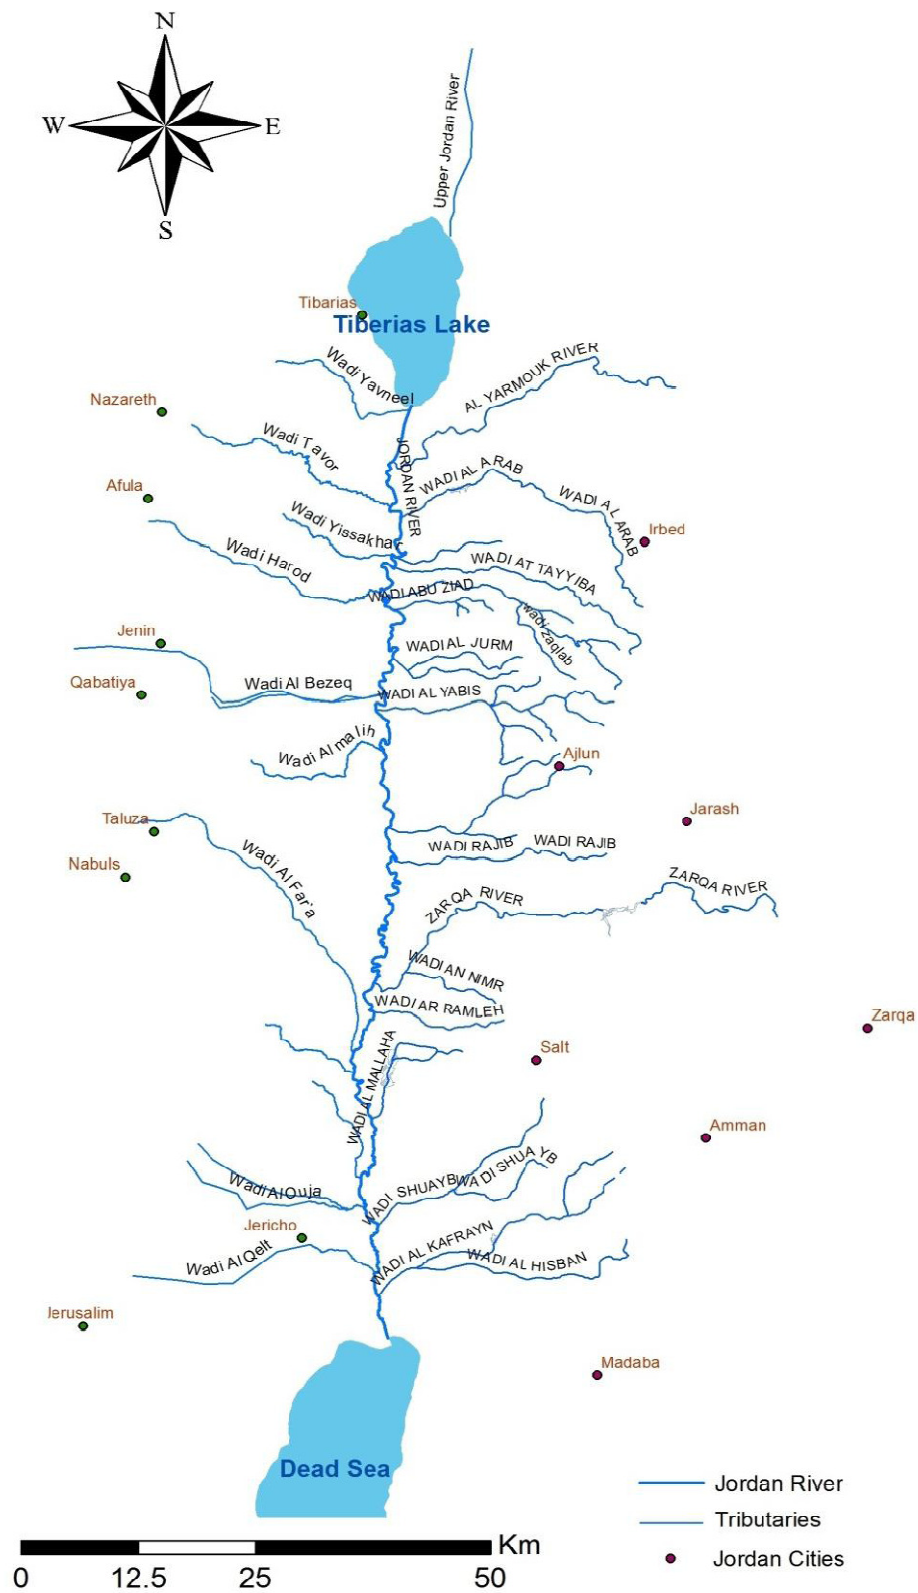 N
W
E
S
Upper Jordan River
Tibarias
Tiberias Lake
Wadi Yavneel
AL YARMOUK RIVER
Nazareth
Wadi Tavor
JORDAN RIVER
WADI AL ARAB
WADI AL ARAB
Afula
Irbed
Wadi Yissakhar
Wadi Harod
WADI AT TAYYIBA
WADI ABU ZIAD
wadi zaqlab
Jenin
WADI AL JURM
Qabatiya
Wadi Al Bezeq
WADI AL YABIS
Wadi Almalih
Ajlun
Jarash
Taluza
WADI RAJIB
WADI RAJIB
Nabuls
Wadi Al Far'a
ZARQA RIVER
ZARQA RIVER
WADI AN NIMR
WADI AR RAMLEH
Zarqa
WADI AL MALLAHA
Salt
Amman
WADI SHUAYB
WADI SHUAYB
Wadi Al Ouja
Jericho
Wadi Al Qelt
WADI AL KAFRAYN
WADI AL HISBAN
Jerusalim
Madaba
Dead Sea
Jordan River
Tributaries
Jordan Cities
Km
0 12.5 25 50